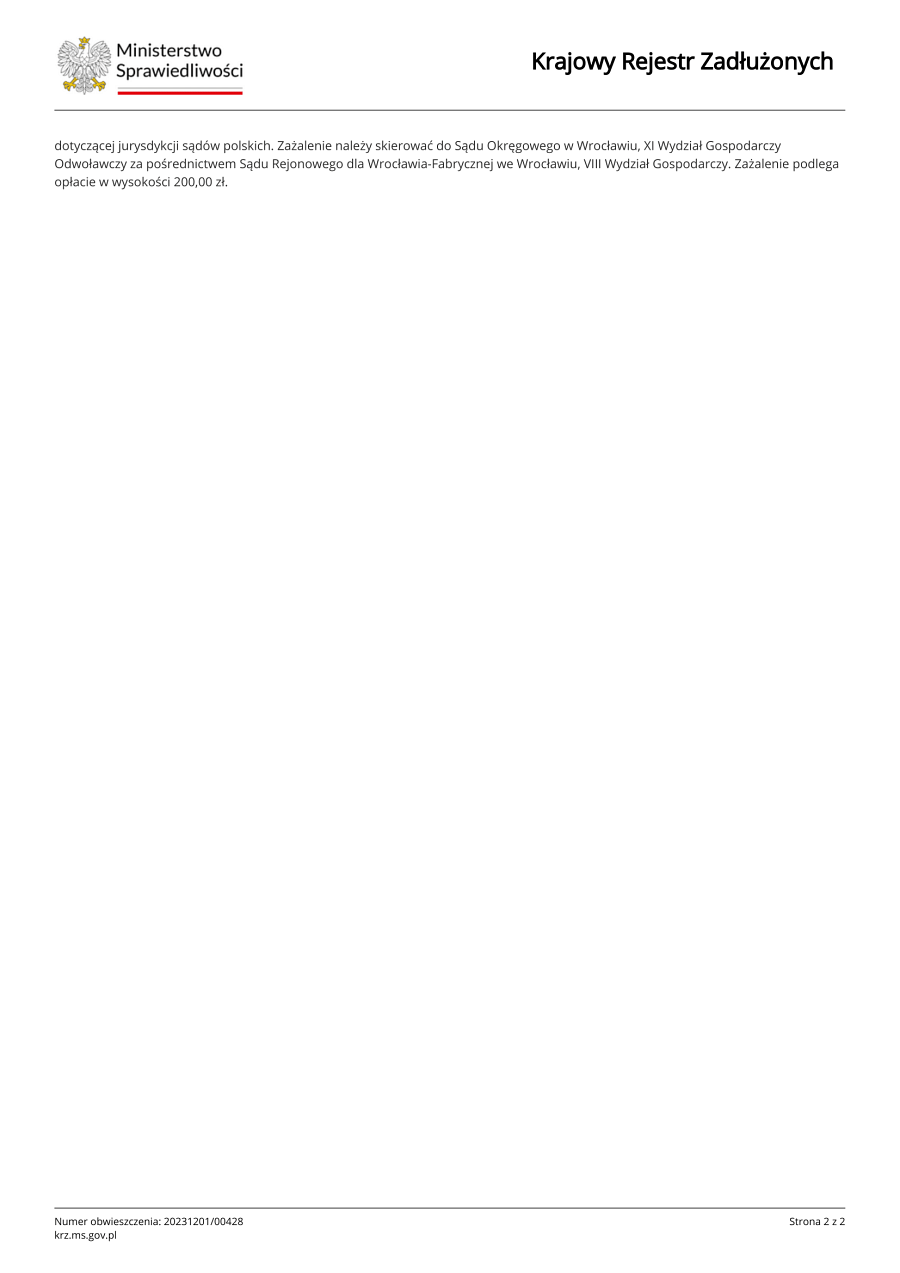 Ministerstwo
Sprawiedliwości
Krajowy Rejestr Zadłużonych
dotyczącej jurysdykcji sądów polskich. Zażalenie należy skierować do Sądu Okręgowego w Wrocławiu, XI Wydział Gospodarczy
Odwoławczy za pośrednictwem Sądu Rejonowego dla Wrocławia-Fabrycznej we Wrocławiu, VIII Wydział Gospodarczy. Zażalenie podlega
opłacie w wysokości 200,00 zł.
Numer obwieszczenia: 20231201/00428
Strona 2 z 2
krz.ms.gov.pl